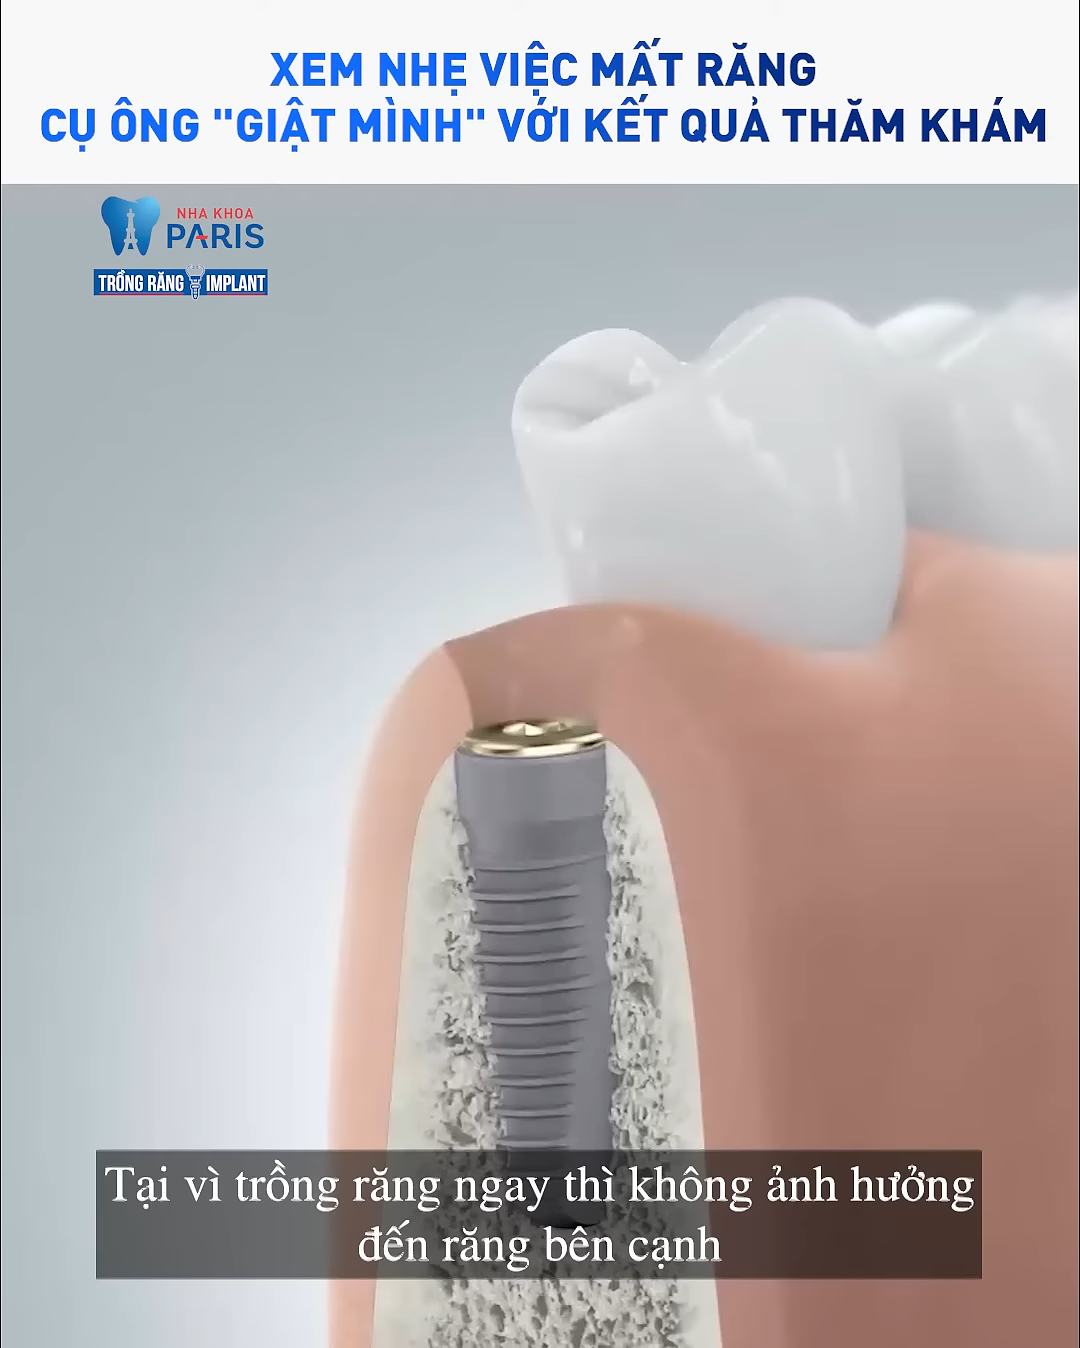 XEM NHẸ VIỆC MẤT RĂNG
CỤ ÔNG "GIẬT MÌNH" VỚI KẾT QUẢ THĂM KHÁM
NHA KHOA
PARIS
TRỒNG RĂNG IMPLANT
Tại vì trồng răng ngay thì không ảnh hưởng
đến răng bên cạnh